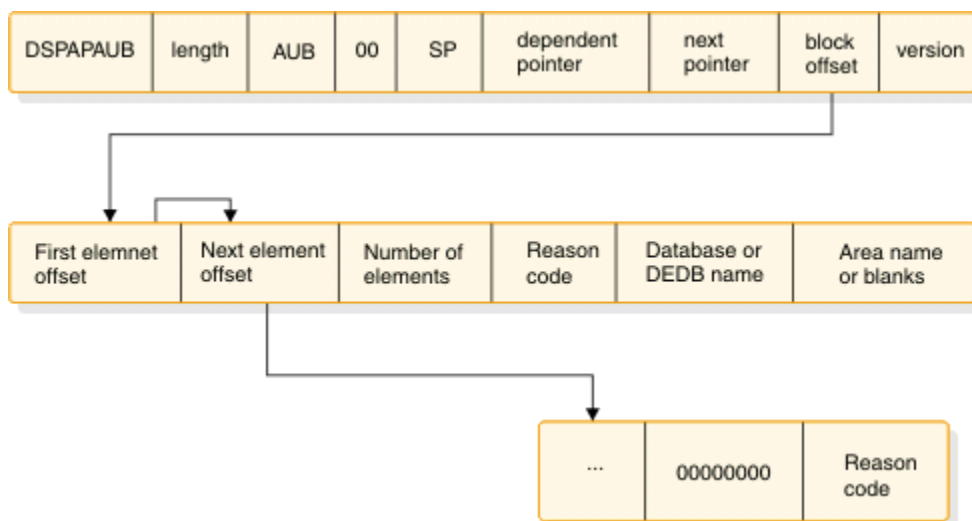 DSPAPAUB
length
AUB
00
SP
dependent
pointer
next
pointer
block
offset
version
First elemnet
offset
Next element
offset
Number of
elements
Reason
code
Database or
DEDB name
Area name
or blanks
...
00000000
Reason
code